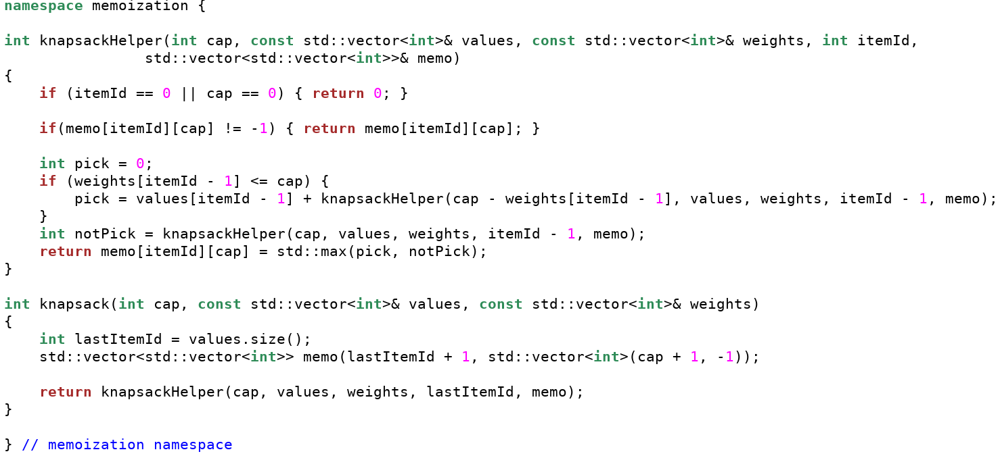 namespace memoization {

int knapsackHelper(int cap, const std::vector<int>& values, const std::vector<int>& weights, int itemId,
                std::vector<std::vector<int>>& memo)
{
    if (itemId == 0 || cap == 0) { return 0; }

    if(memo[itemId][cap] != -1) { return memo[itemId][cap]; }

    int pick = 0;
    if (weights[itemId - 1] <= cap) {
        pick = values[itemId - 1] + knapsackHelper(cap - weights[itemId - 1], values, weights, itemId - 1, memo);
    }
    int notPick = knapsackHelper(cap, values, weights, itemId - 1, memo);
    return memo[itemId][cap] = std::max(pick, notPick);
}

int knapsack(int cap, const std::vector<int>& values, const std::vector<int>& weights)
{
    int lastItemId = values.size();
    std::vector<std::vector<int>> memo(lastItemId + 1, std::vector<int>(cap + 1, -1));

    return knapsackHelper(cap, values, weights, lastItemId, memo);
}

} // memoization namespace